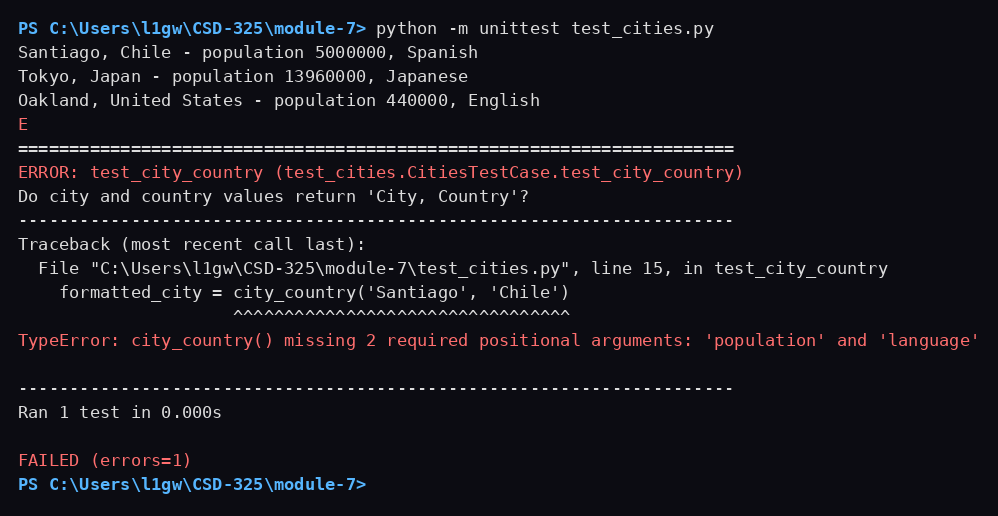 PS C:\Users\l1gw\CSD-325\module-7> python -m unittest test_cities.py
Santiago, Chile - population 5000000, Spanish
Tokyo, Japan - population 13960000, Japanese
Oakland, United States - population 440000, English
E
======================================================================
ERROR: test_city_country (test_cities.CitiesTestCase.test_city_country)
Do city and country values return 'City, Country'?
----------------------------------------------------------------------
Traceback (most recent call last):
  File "C:\Users\l1gw\CSD-325\module-7\test_cities.py", line 15, in test_city_country
    formatted_city = city_country('Santiago', 'Chile')
                     ^^^^^^^^^^^^^^^^^^^^^^^^^^^^^^^^^
TypeError: city_country() missing 2 required positional arguments: 'population' and 'language'

----------------------------------------------------------------------
Ran 1 test in 0.000s

FAILED (errors=1)
PS C:\Users\l1gw\CSD-325\module-7>